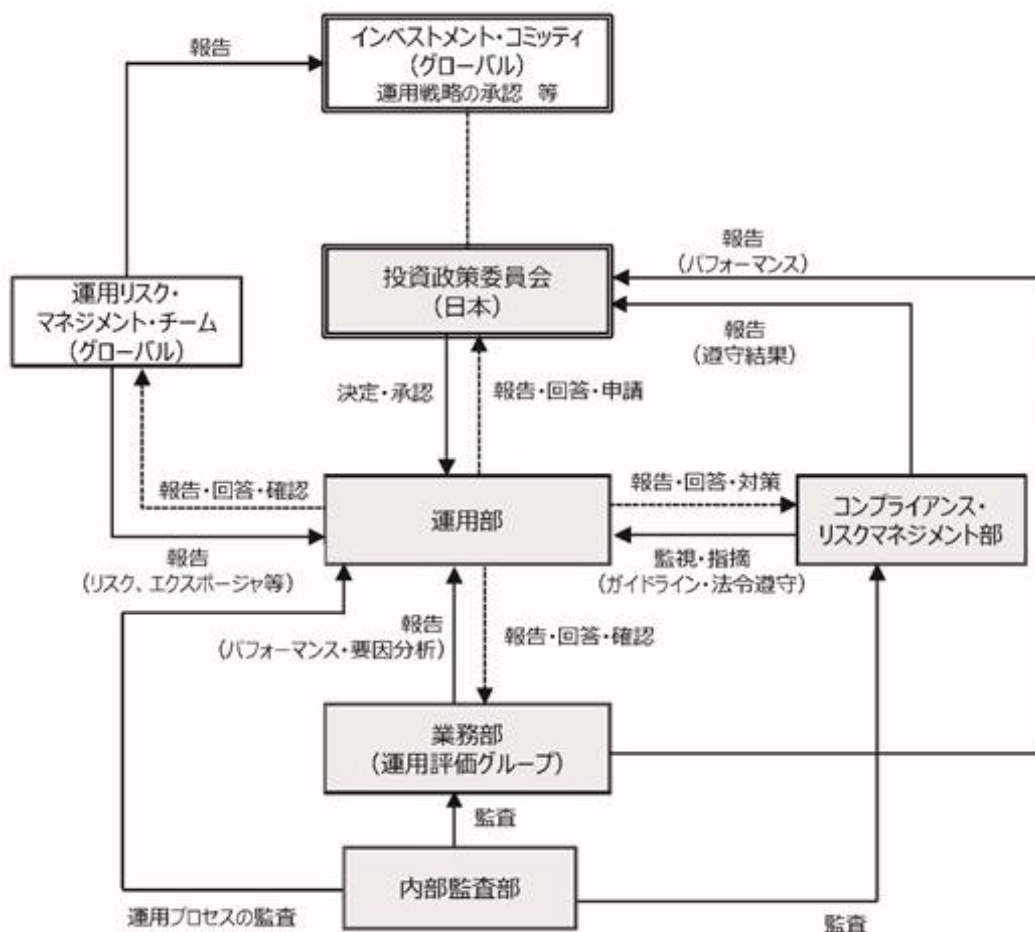 報告
インベストメント・コミッティ
(グローバル)
運用戦略の承認 等
報告
(パフォーマンス)
投資政策委員会
(日本)
運用リスク・
マネジメント・チーム
(グローバル)
報告
(遵守結果)
決定・承認
報告・回答・申請
報告・回答・確認
報告・回答・対策
運用部
コンプライアンス・
リスクマネジメント部
報告
(リスク、エクスポージャ等)
監視・指摘
(ガイドライン・法令遵守)
報告
(パフォーマンス・要因分析)
報告・回答・確認
業務部
(運用評価グループ)
監査
内部監査部
運用プロセスの監査
監査